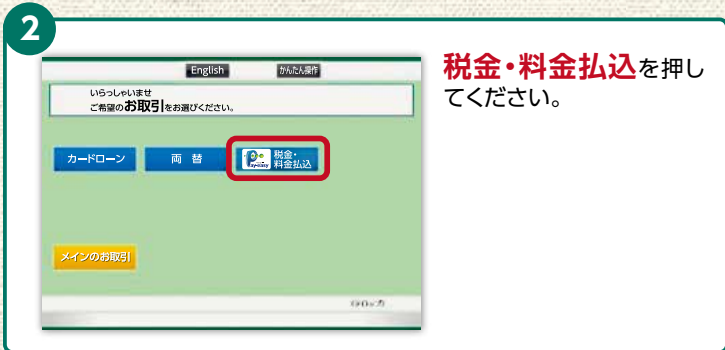 2
English
かんたん操作
いらっしゃいませ
ご希望のお取引をお選びください。
カードローン
両 替
Pay-easy
税金・
料金払込
メインのお取引
税金・料金払込を押し
てください。